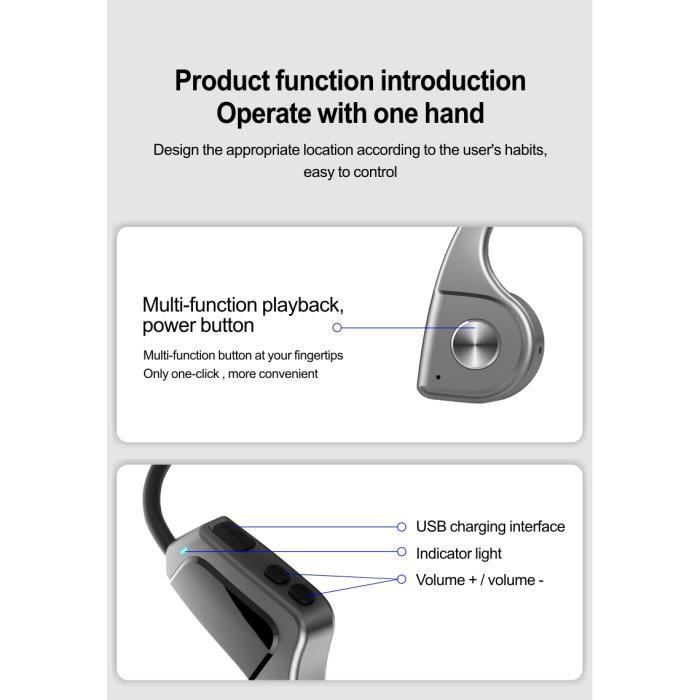 Product function introduction
Operate with one hand
Design the appropriate location according to the user's habits,
easy to control
Multi-function playback,
power button
Multi-function button at your fingertips
Only one-click , more convenient
USB charging interface
Indicator light
Volume + / volume -